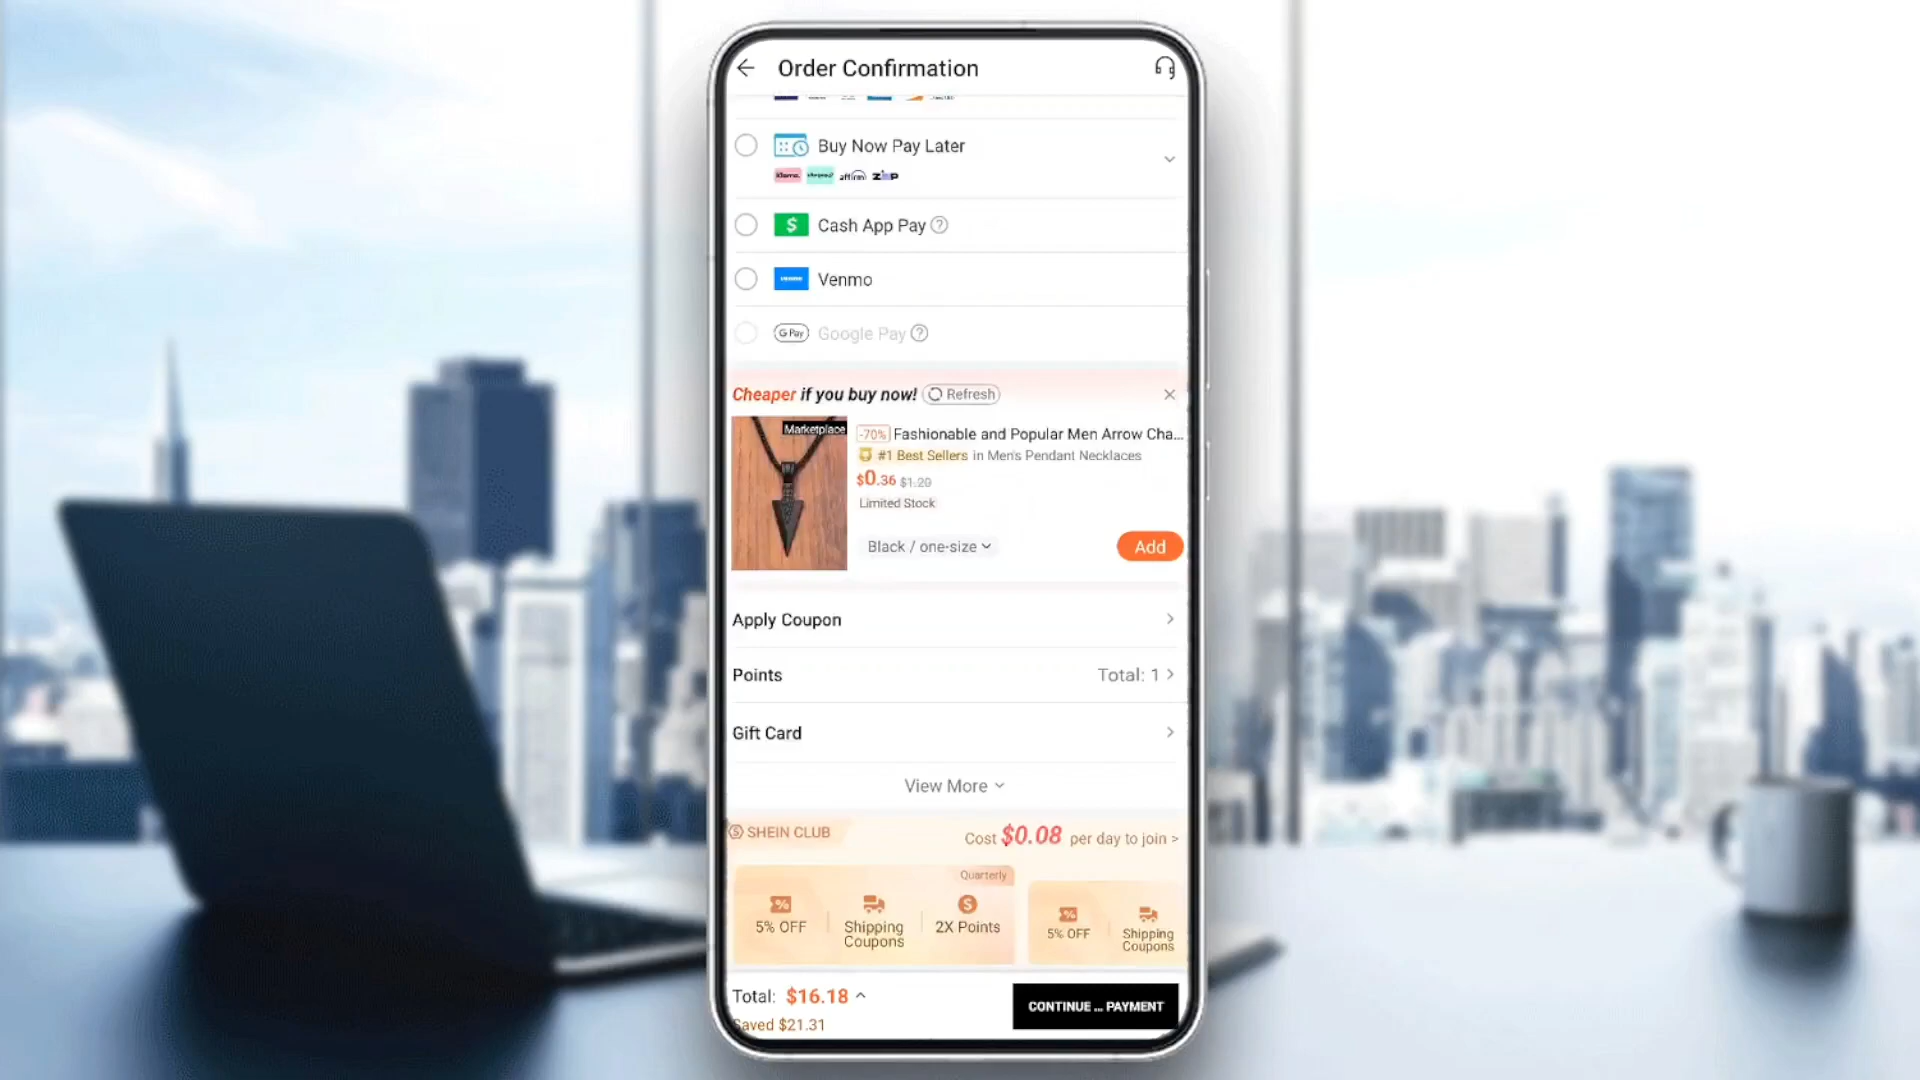 Order Confirmation
Buy Now Pay Later
Klarna. affirm zip
$ Cash App Pay ?
venmo Venmo
G Pay Google Pay ?
Cheaper if you buy now! Refresh
Marketplace
-70% Fashionable and Popular Men Arrow Cha...
#1 Best Sellers in Men's Pendant Necklaces
$0.36 $1.20
Limited Stock
Black / one-size
Add
Apply Coupon
Points Total: 1
Gift Card
View More
SHEIN CLUB Cost $0.08 per day to join >
Quarterly
5% OFF
Shipping Coupons
2X Points
5% OFF
Shipping Coupons
Total: $16.18
Saved $21.31
CONTINUE ... PAYMENT